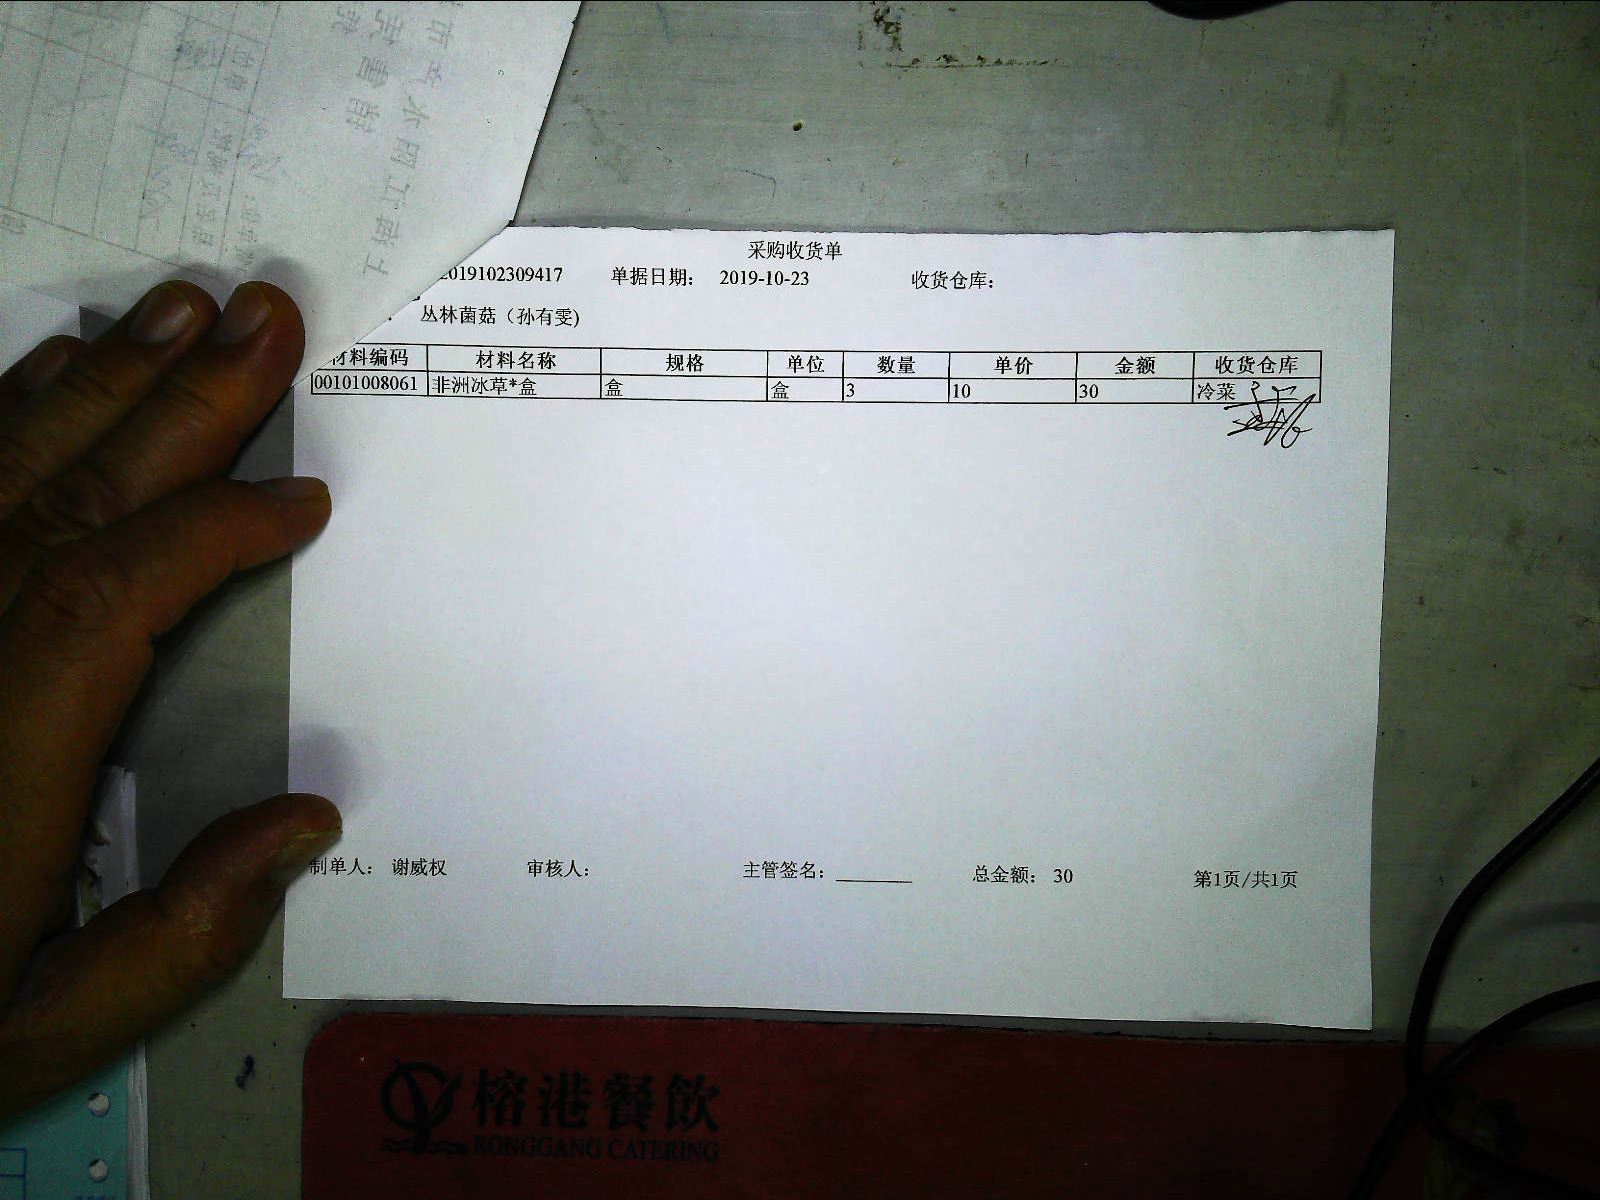 采购收货单
2019102309417 单据日期： 2019-10-23 收货仓库：
丛林菌菇（孙有雯)
材料编码 材料名称 规格 单位 数量 单价 金额 收货仓库
00101008061 非洲冰草*盒 盒 盒 3 10 30 冷菜
制单人： 谢威权 审核人： 主管签名： 总金额： 30 第1页/共1页
榕港餐飲
RONGGANG CATERING